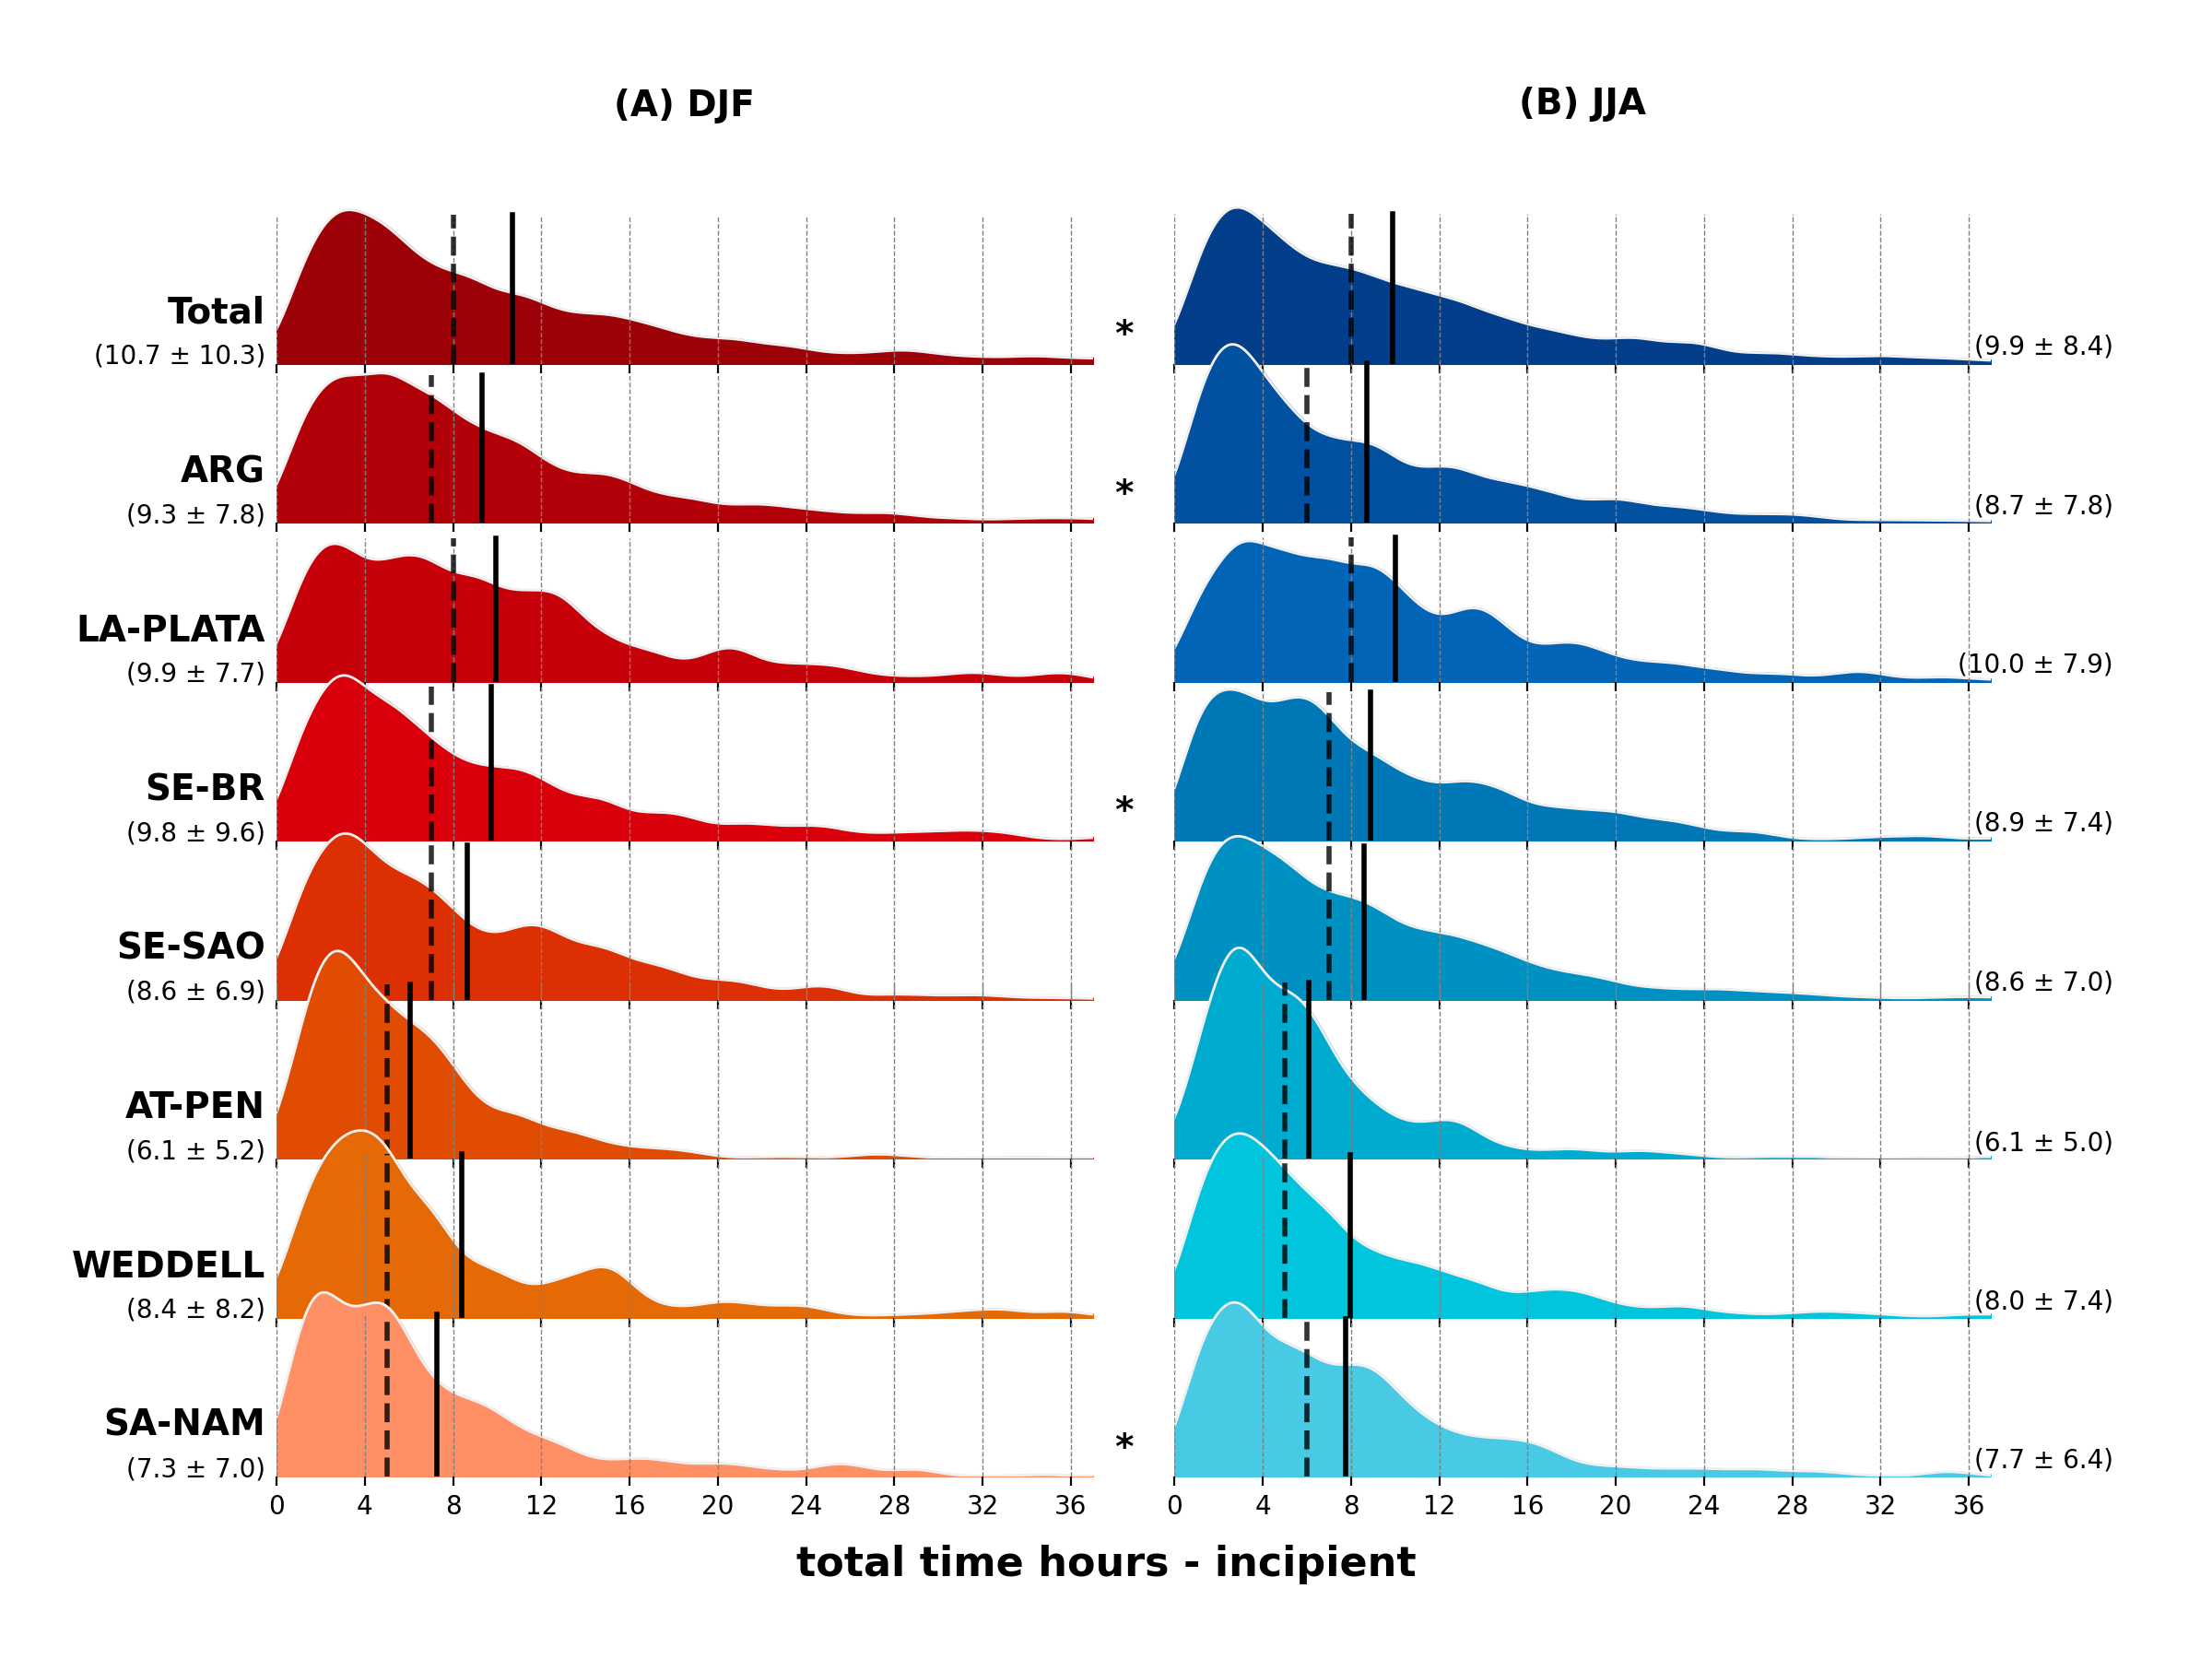 (A) DJF (B) JJA
Total
(10.7 ± 10.3) * (9.9 ± 8.4)
ARG
(9.3 ± 7.8) * (8.7 ± 7.8)
LA-PLATA
(9.9 ± 7.7) (10.0 ± 7.9)
SE-BR
(9.8 ± 9.6) * (8.9 ± 7.4)
SE-SAO
(8.6 ± 6.9) (8.6 ± 7.0)
AT-PEN
(6.1 ± 5.2) (6.1 ± 5.0)
WEDDELL
(8.4 ± 8.2) (8.0 ± 7.4)
SA-NAM
(7.3 ± 7.0) * (7.7 ± 6.4)
0 4 8 12 16 20 24 28 32 36 0 4 8 12 16 20 24 28 32 36
total time hours - incipient